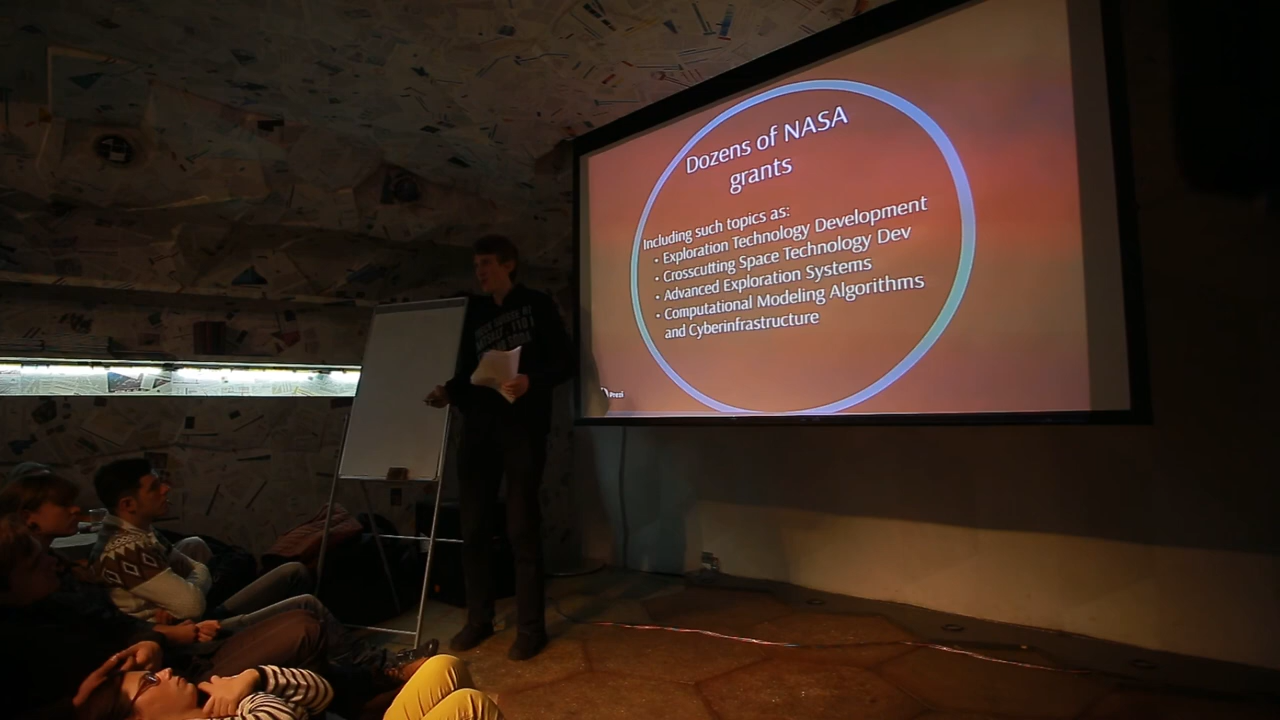 Dozens of NASA
grants
Including such topics as:
• Exploration Technology Development
• Crosscutting Space Technology Dev
• Advanced Exploration Systems
• Computational Modeling Algorithms
and Cyberinfrastructure
Prezi